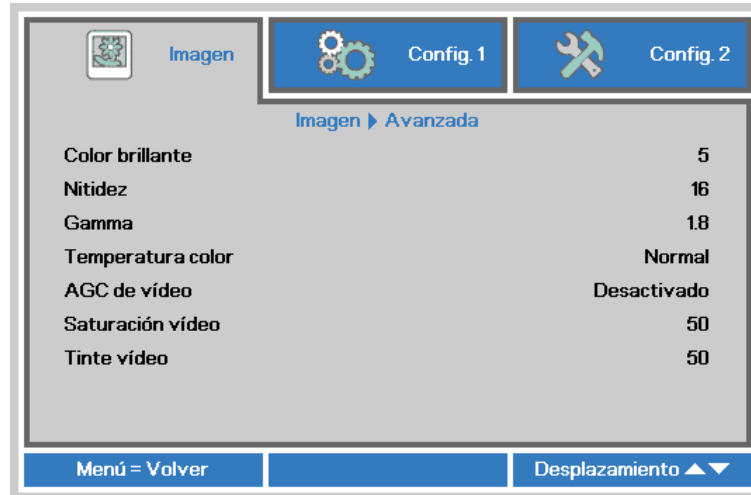 Imagen Config. 1 Config. 2
Imagen ▶ Avanzada
Color brillante 5
Nitidez 16
Gamma 1.8
Temperatura color Normal
AGC de vídeo Desactivado
Saturación vídeo 50
Tinte vídeo 50
Menú = Volver Desplazamiento ▲▼